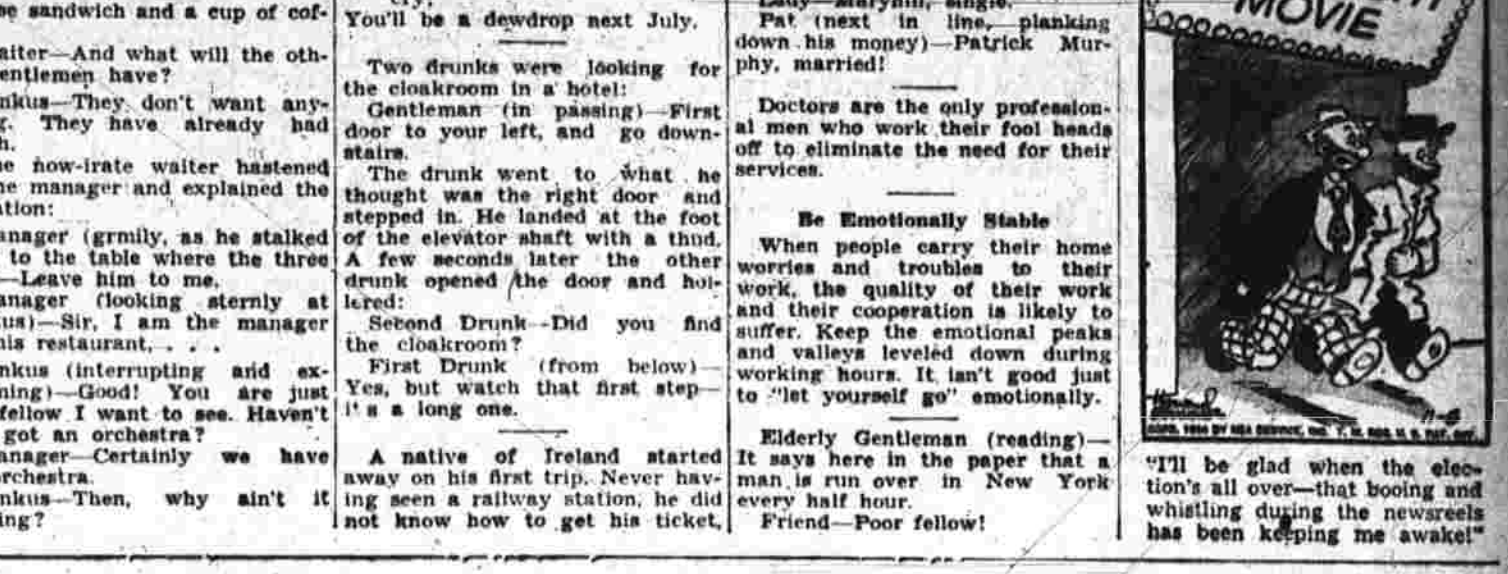 he sandwich and a cup of cof-
aiter—And what will the oth-
entlemen have?
nkus—They don't want any-
g. They have already had
h.
e now-irate waiter hastened
he manager and explained the
ation:
anager (grmily, as he stalked
to the table where the three
—Leave him to me.
anager (looking sternly at
us)—Sir, I am the manager
his restaurant, . . .
nkus (interrupting and ex-
ning)—Good! You are just
fellow I want to see. Haven't
got an orchestra?
anager—Certainly we have
rchestra.
nkus—Then, why ain't it
ing?
You'll be a dewdrop next July.
Two drunks were looking for
the cloakroom in a hotel:
Gentleman (in passing)—First
door to your left, and go down-
stairs.
The drunk went to what he
thought was the right door and
stepped in. He landed at the foot
of the elevator shaft with a thud.
A few seconds later the other
drunk opened the door and hol-
lered:
Second Drunk—Did you find
the cloakroom?
First Drunk (from below)—
Yes, but watch that first step—
it's a long one.
A native of Ireland started
away on his first trip. Never hav-
ing seen a railway station, he did
not know how to get his ticket,
Pat (next in line, planking
down his money)—Patrick Mur-
phy, married!
Doctors are the only profession-
al men who work their fool heads
off to eliminate the need for their
services.
Be Emotionally Stable
When people carry their home
worries and troubles to their
work, the quality of their work
and their cooperation is likely to
suffer. Keep the emotional peaks
and valleys leveled down during
working hours. It isn't good just
to "let yourself go" emotionally.
Elderly Gentleman (reading)—
It says here in the paper that a
man is run over in New York
every half hour.
Friend—Poor fellow!
MOVIE
11-8
BY NEA SERVICE, INC. T. M. REG. U. S. PAT. OFF.
"I'll be glad when the elec-
tion's all over—that booing and
whistling during the newsreels
has been keeping me awake!"